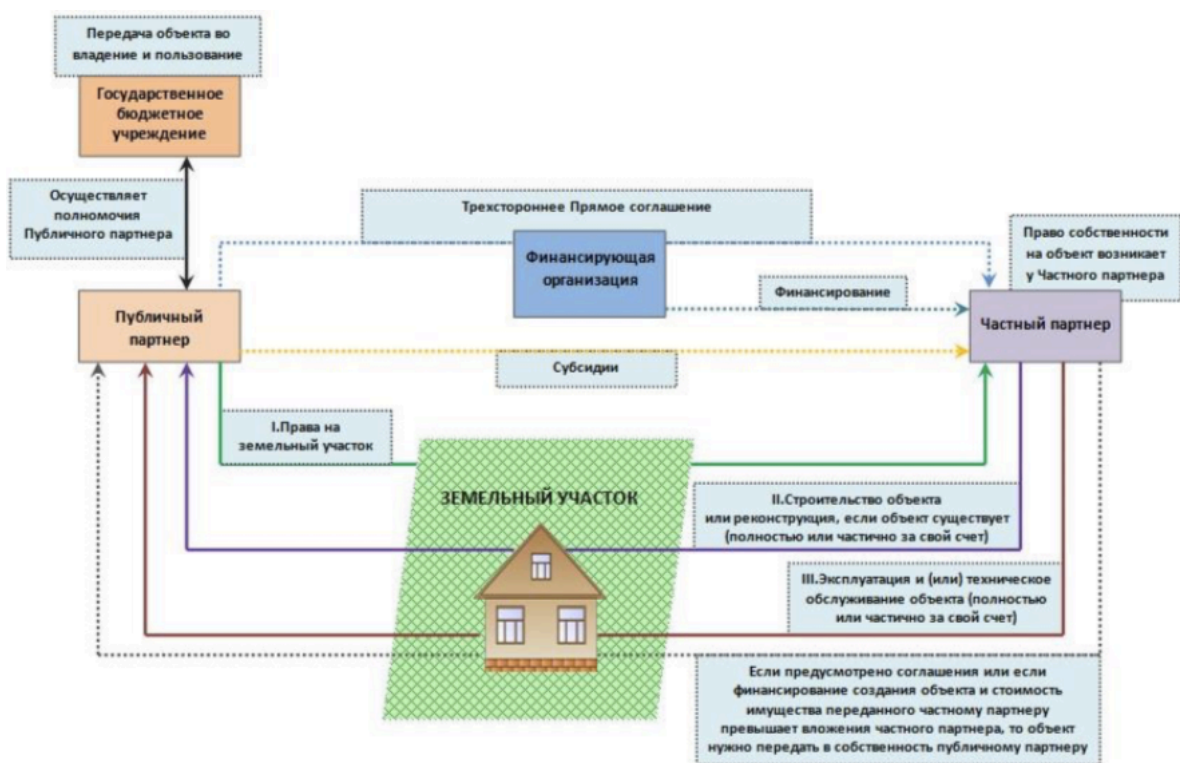 Передача объекта во
владение и пользование
Государственное
бюджетное
учреждение
Осуществляет
полномочия
Публичного партнера
Трехстороннее Прямое соглашение
Финансирующая
организация
Право собственности
на объект возникает
у Частного партнера
Финансирование
Публичный
партнер
Частный партнер
Субсидии
I.Права на
земельный участок
ЗЕМЕЛЬНЫЙ УЧАСТОК
II.Строительство объекта
или реконструкция, если объект существует
(полностью или частично за свой счет)
III.Эксплуатация и (или) техническое
обслуживание объекта (полностью
или частично за свой счет)
Если предусмотрено соглашения или если
финансирование создания объекта и стоимость
имущества переданного частному партнеру
превышает вложения частного партнера, то объект
нужно передать в собственность публичному партнеру